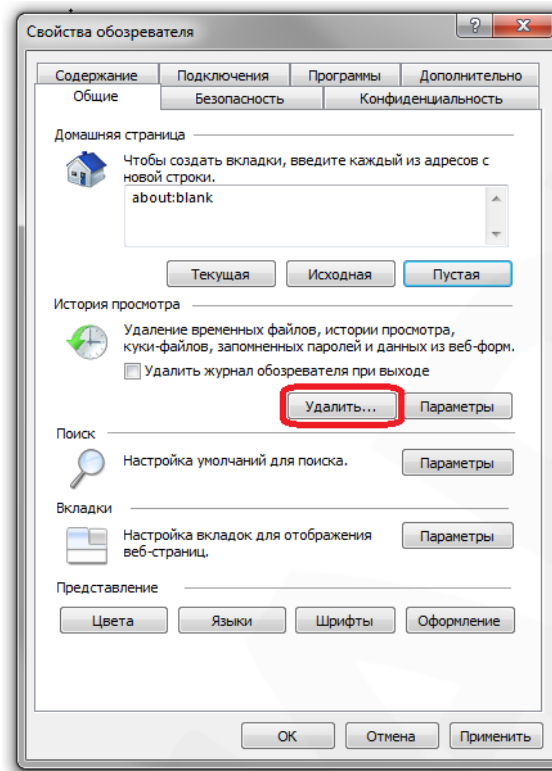 Свойства обозревателя
?
X
Содержание Подключения Программы Дополнительно
Общие Безопасность Конфиденциальность
Домашняя страница
Чтобы создать вкладки, введите каждый из адресов с
новой строки.
about:blank
Текущая Исходная Пустая
История просмотра
Удаление временных файлов, истории просмотра,
куки-файлов, запомненных паролей и данных из веб-форм.
Удалить журнал обозревателя при выходе
Удалить... Параметры
Поиск
Настройка умолчаний для поиска. Параметры
Вкладки
Настройка вкладок для отображения
веб-страниц.
Параметры
Представление
Цвета Языки Шрифты Оформление
ОК Отмена Применить